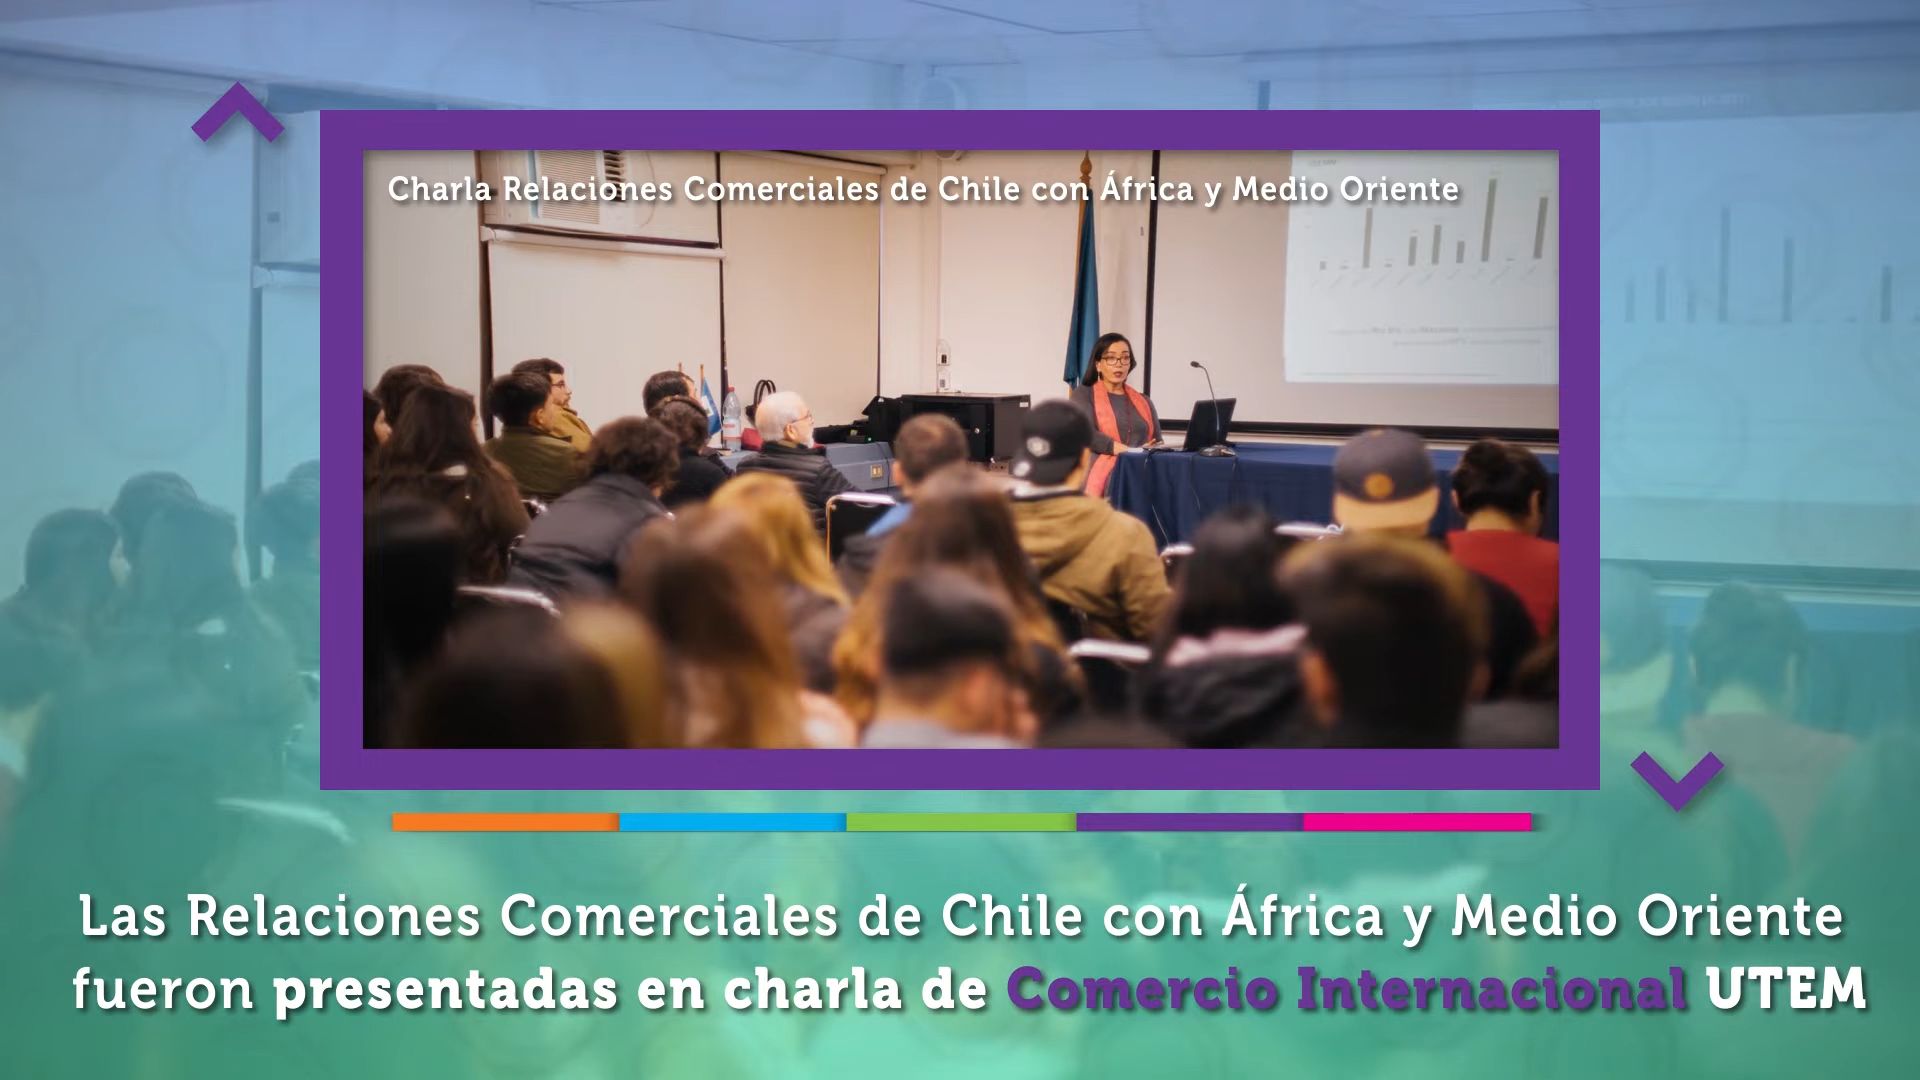 Charla Relaciones Comerciales de Chile con África y Medio Oriente
Las Relaciones Comerciales de Chile con África y Medio Oriente
fueron presentadas en charla de Comercio Internacional UTEM